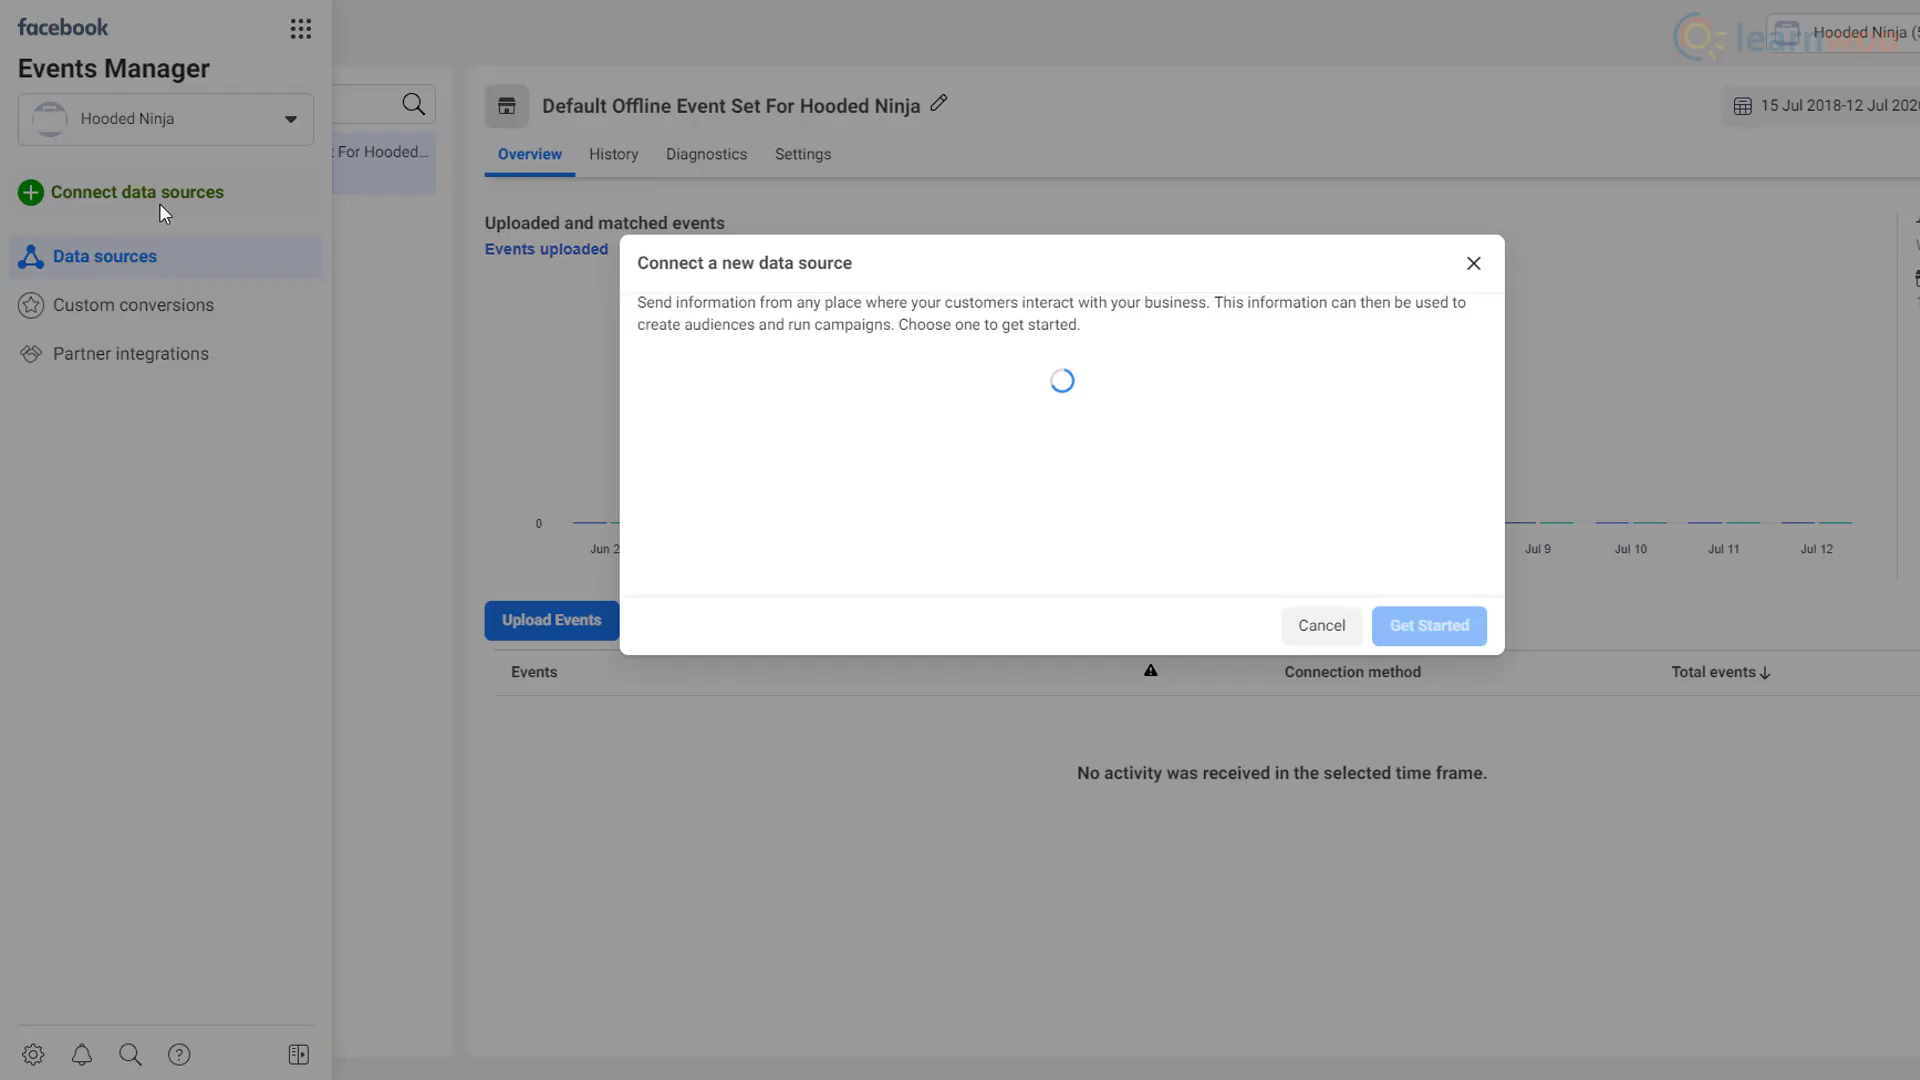 facebook
Events Manager
Hooded Ninja
Connect data sources
Data sources
Custom conversions
Partner integrations
For Hooded...
Default Offline Event Set For Hooded Ninja
Overview
History
Diagnostics
Settings
Hooded Ninja
15 Jul 2018-12 Jul
Uploaded and matched events
Events uploaded
Connect a new data source
Send information from any place where your customers interact with your business. This information can then be used to
create audiences and run campaigns. Choose one to get started.
0
Jun
Jul 9
Jul 10
Jul 11
Jul 12
Cancel
Get Started
Upload Events
Events
Connection method
Total events
No activity was received in the selected time frame.